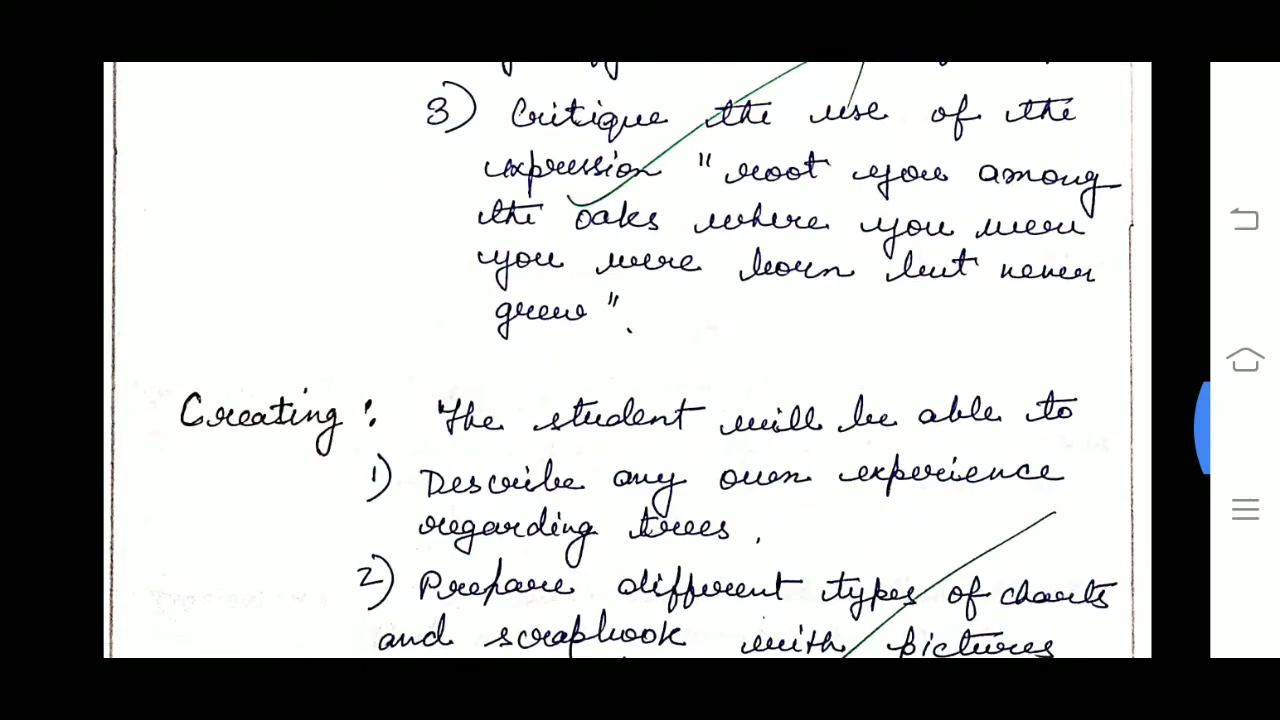 3) Critique the use of the
expression "root you among
the oaks where you were
you were born but never
grew".
Creating: The student will be able to
1) Describe any own experience
regarding trees.
2) Prepare different types of charts
and scrapbook with pictures